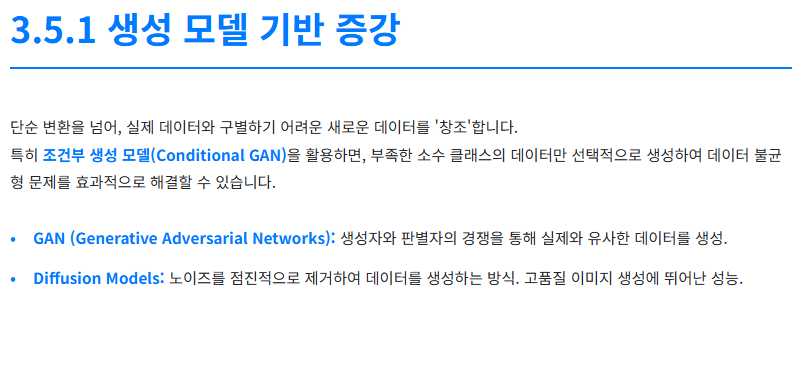 3.5.1 생성 모델 기반 증강
단순 변환을 넘어, 실제 데이터와 구별하기 어려운 새로운 데이터를 '창조'합니다.
특히 조건부 생성 모델(Conditional GAN)을 활용하면, 부족한 소수 클래스의 데이터만 선택적으로 생성하여 데이터 불균
형 문제를 효과적으로 해결할 수 있습니다.
• GAN (Generative Adversarial Networks): 생성자와 판별자의 경쟁을 통해 실제와 유사한 데이터를 생성.
• Diffusion Models: 노이즈를 점진적으로 제거하여 데이터를 생성하는 방식. 고품질 이미지 생성에 뛰어난 성능.